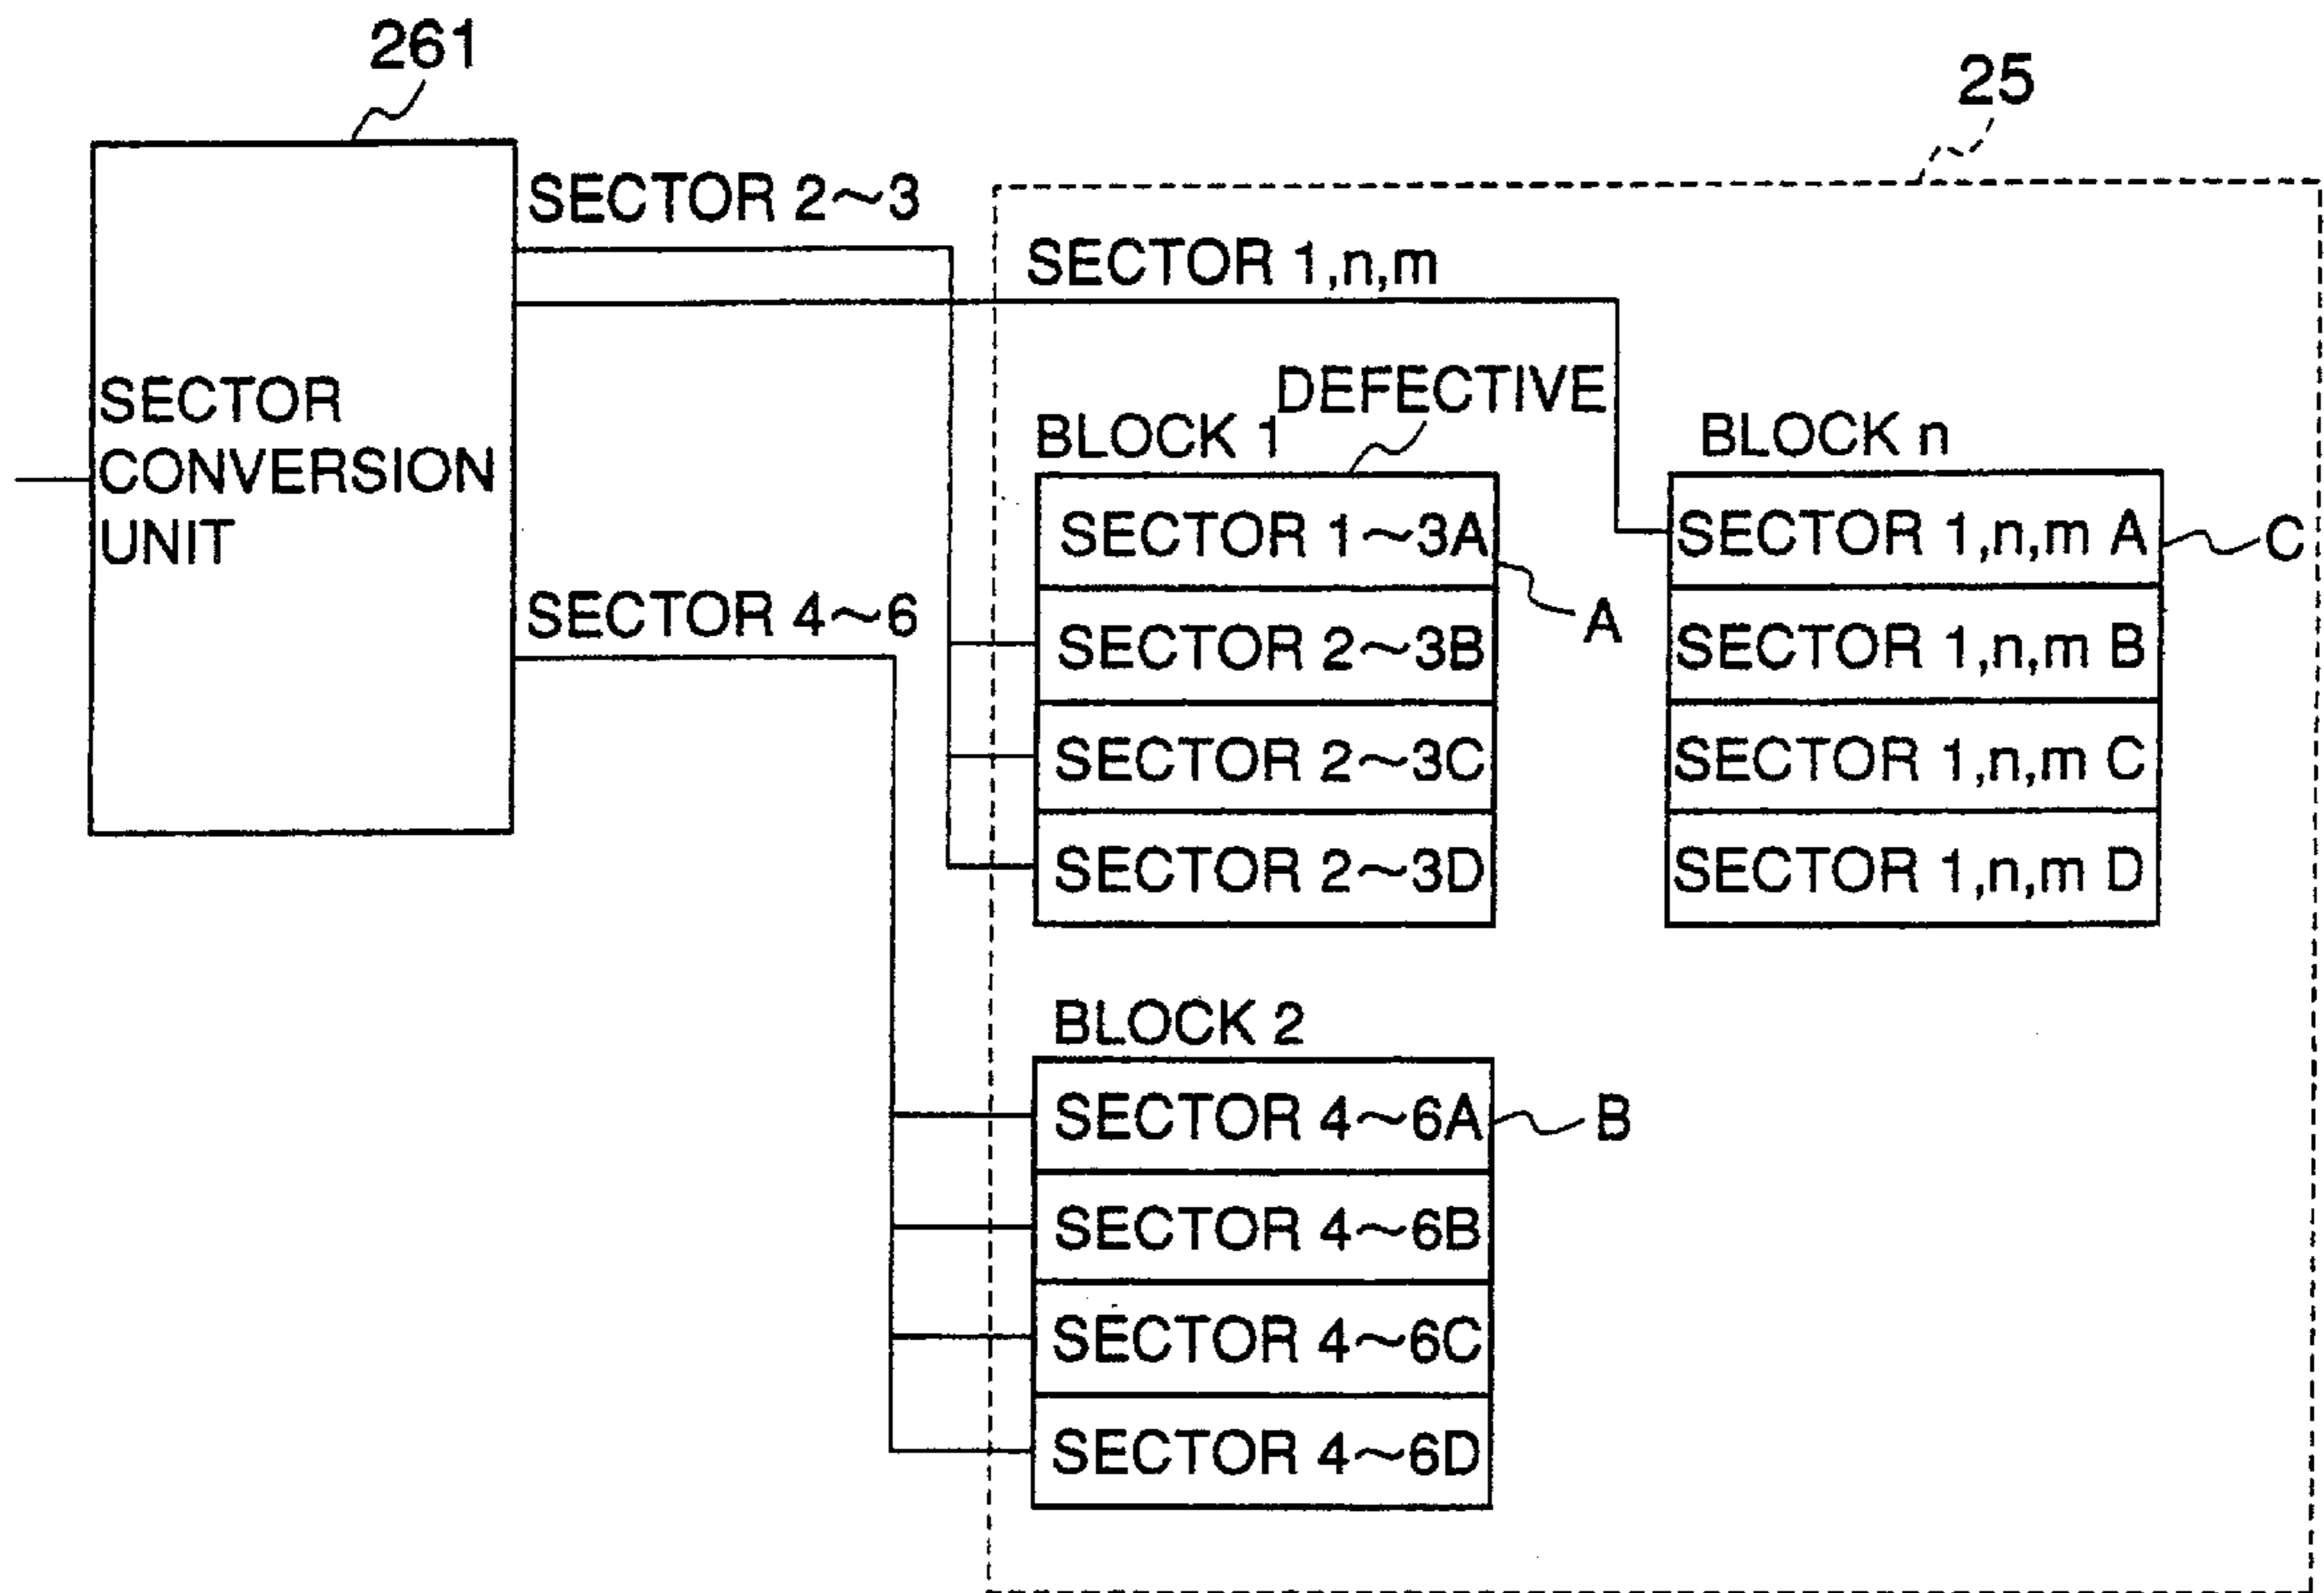 261
25
SECTOR 2~3
SECTOR 1,n,m
SECTOR
CONVERSION
UNIT
SECTOR 4~6
DEFECTIVE
BLOCK 1
SECTOR 1~3A
A
SECTOR 2~3B
SECTOR 2~3C
SECTOR 2~3D
BLOCK n
SECTOR 1,n,m A
C
SECTOR 1,n,m B
SECTOR 1,n,m C
SECTOR 1,n,m D
BLOCK 2
SECTOR 4~6A
B
SECTOR 4~6B
SECTOR 4~6C
SECTOR 4~6D